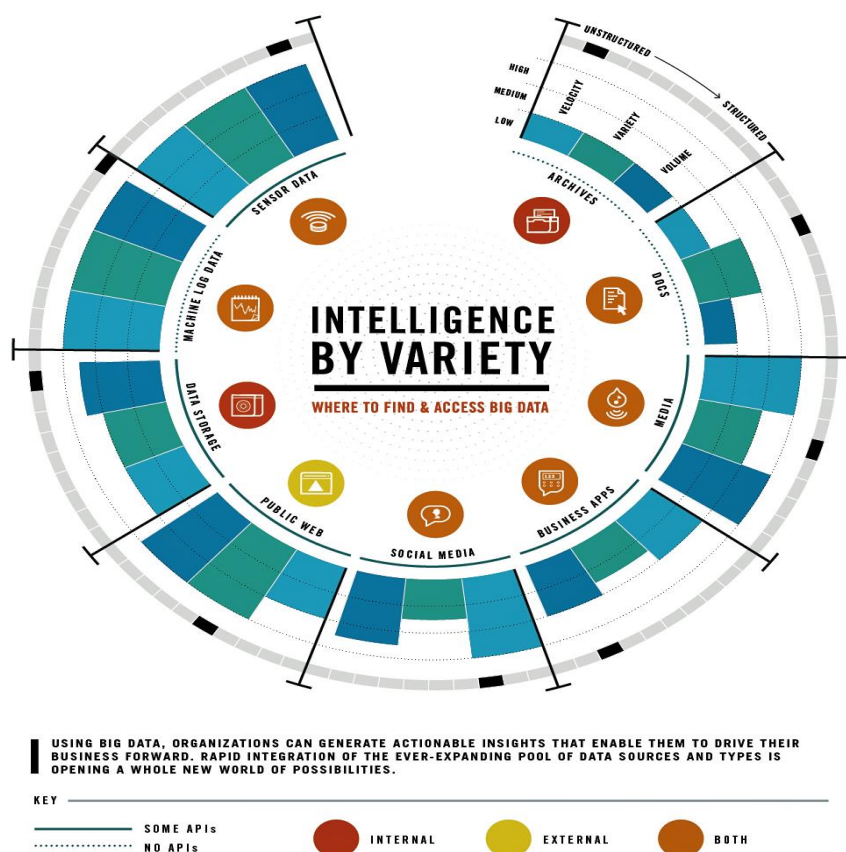 UNSTRUCTURED
STRUCTURED
HIGH
MEDIUM
LOW
VELOCITY
VARIETY
VOLUME
SENSOR DATA
ARCHIVES
MACHINE LOG DATA
DOCS
INTELLIGENCE
BY VARIETY
WHERE TO FIND & ACCESS BIG DATA
DATA STORAGE
MEDIA
PUBLIC WEB
BUSINESS APPS
SOCIAL MEDIA
USING BIG DATA, ORGANIZATIONS CAN GENERATE ACTIONABLE INSIGHTS THAT ENABLE THEM TO DRIVE THEIR
BUSINESS FORWARD. RAPID INTEGRATION OF THE EVER-EXPANDING POOL OF DATA SOURCES AND TYPES IS
OPENING A WHOLE NEW WORLD OF POSSIBILITIES.
KEY
SOME APIs
NO APIs
INTERNAL
EXTERNAL
BOTH